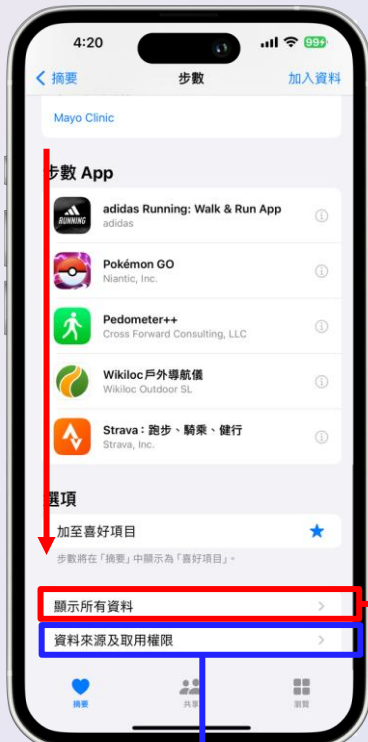 4:20
99+
摘要
步數
加入資料
Mayo Clinic
步數 App
RUNNING
adidas Running: Walk & Run App
adidas
Pokémon GO
Niantic, Inc.
Pedometer++
Cross Forward Consulting, LLC
Wikiloc戶外導航儀
Wikiloc Outdoor SL
Strava：跑步、騎乘、健行
Strava, Inc.
選項
加至喜好項目
步數將在「摘要」中顯示為「喜好項目」。
顯示所有資料
資料來源及取用權限
摘要
共享
瀏覽